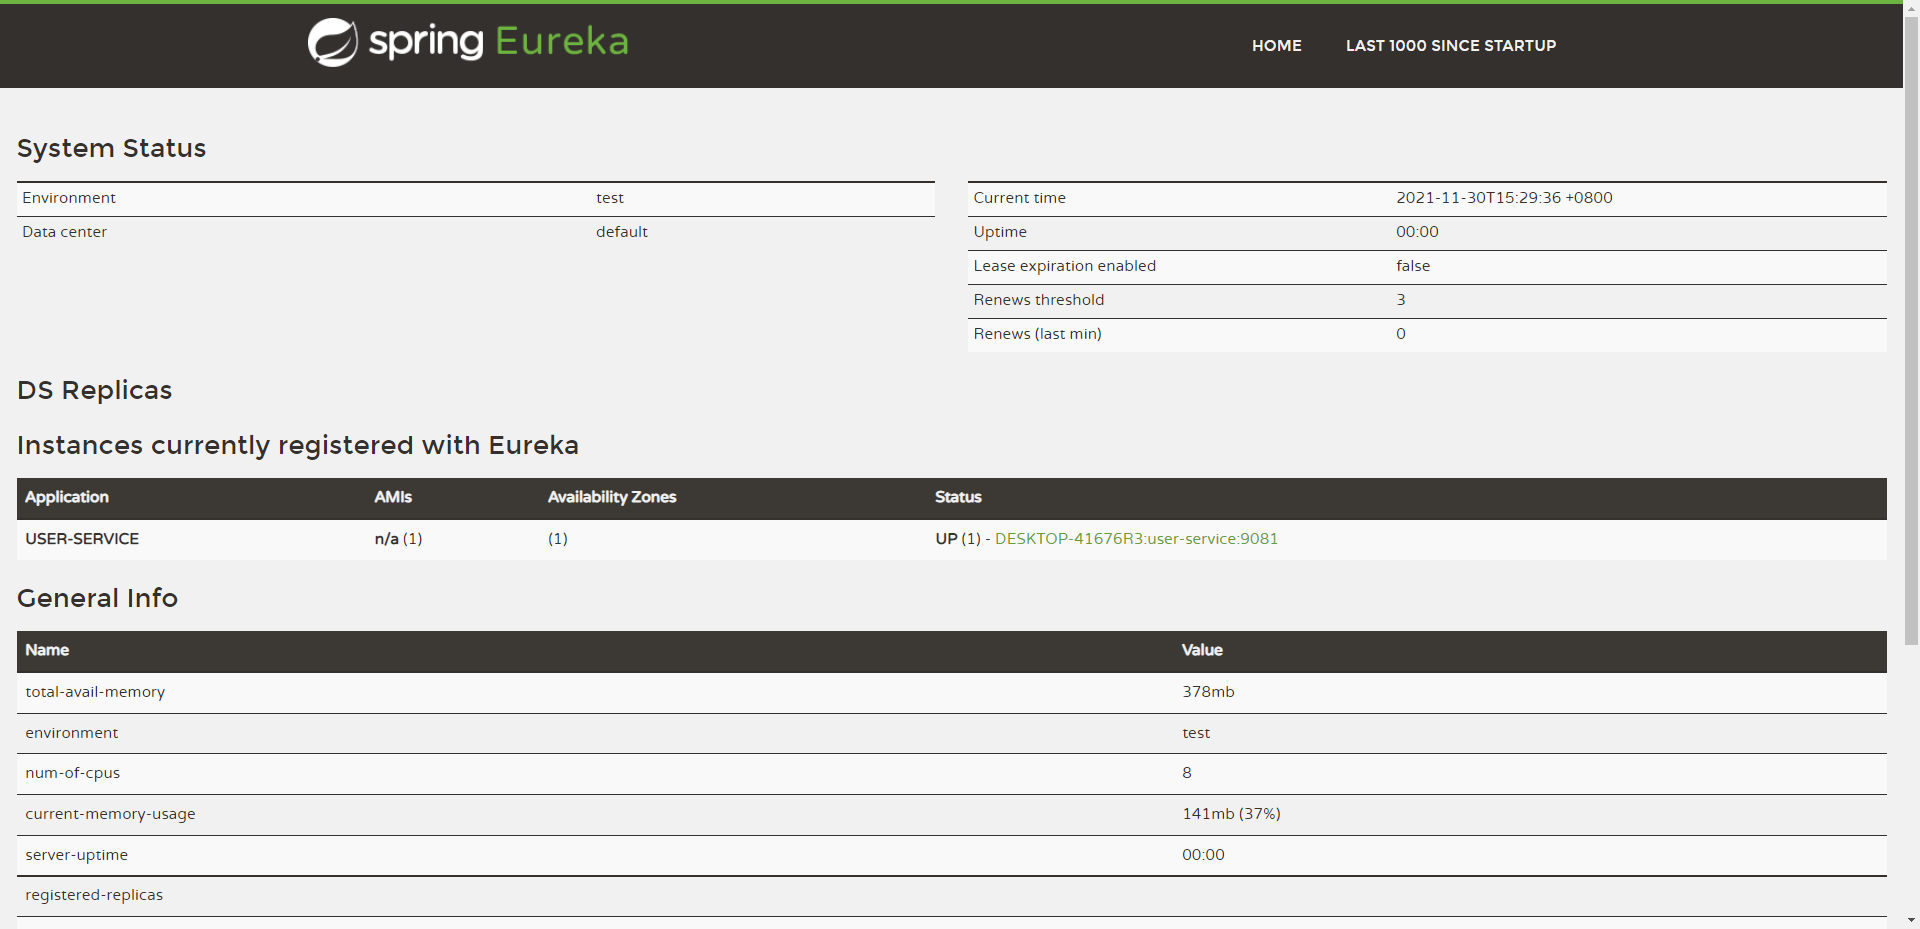 spring Eureka
HOME LAST 1000 SINCE STARTUP
System Status
Environment test
Data center default
Current time 2021-11-30T15:29:36 +0800
Uptime 00:00
Lease expiration enabled false
Renews threshold 3
Renews (last min) 0
DS Replicas
Instances currently registered with Eureka
Application AMIs Availability Zones Status
USER-SERVICE n/a (1) (1) UP (1) - DESKTOP-41676R3:user-service:9081
General Info
Name Value
total-avail-memory 378mb
environment test
num-of-cpus 8
current-memory-usage 141mb (37%)
server-uptime 00:00
registered-replicas